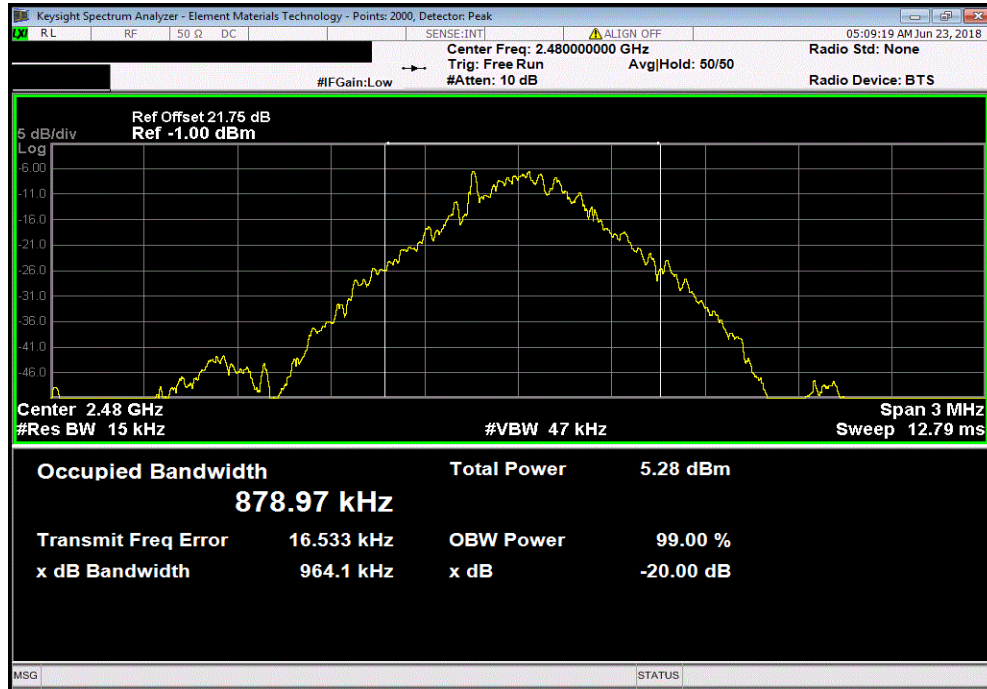 Keysight Spectrum Analyzer - Element Materials Technology - Points: 2000, Detector: Peak
LXI RL RF 50 Ω DC SENSE:INT ALIGN OFF 05:09:19 AM Jun 23, 2018
Center Freq: 2.480000000 GHz Radio Std: None
Trig: Free Run Avg|Hold: 50/50
#IFGain:Low #Atten: 10 dB Radio Device: BTS
Ref Offset 21.75 dB
5 dB/div Ref -1.00 dBm
Log
-6.00
-11.0
-16.0
-21.0
-26.0
-31.0
-36.0
-41.0
-46.0
Center 2.48 GHz Span 3 MHz
#Res BW 15 kHz #VBW 47 kHz Sweep 12.79 ms
Occupied Bandwidth Total Power 5.28 dBm
878.97 kHz
Transmit Freq Error 16.533 kHz OBW Power 99.00 %
x dB Bandwidth 964.1 kHz x dB -20.00 dB
MSG STATUS